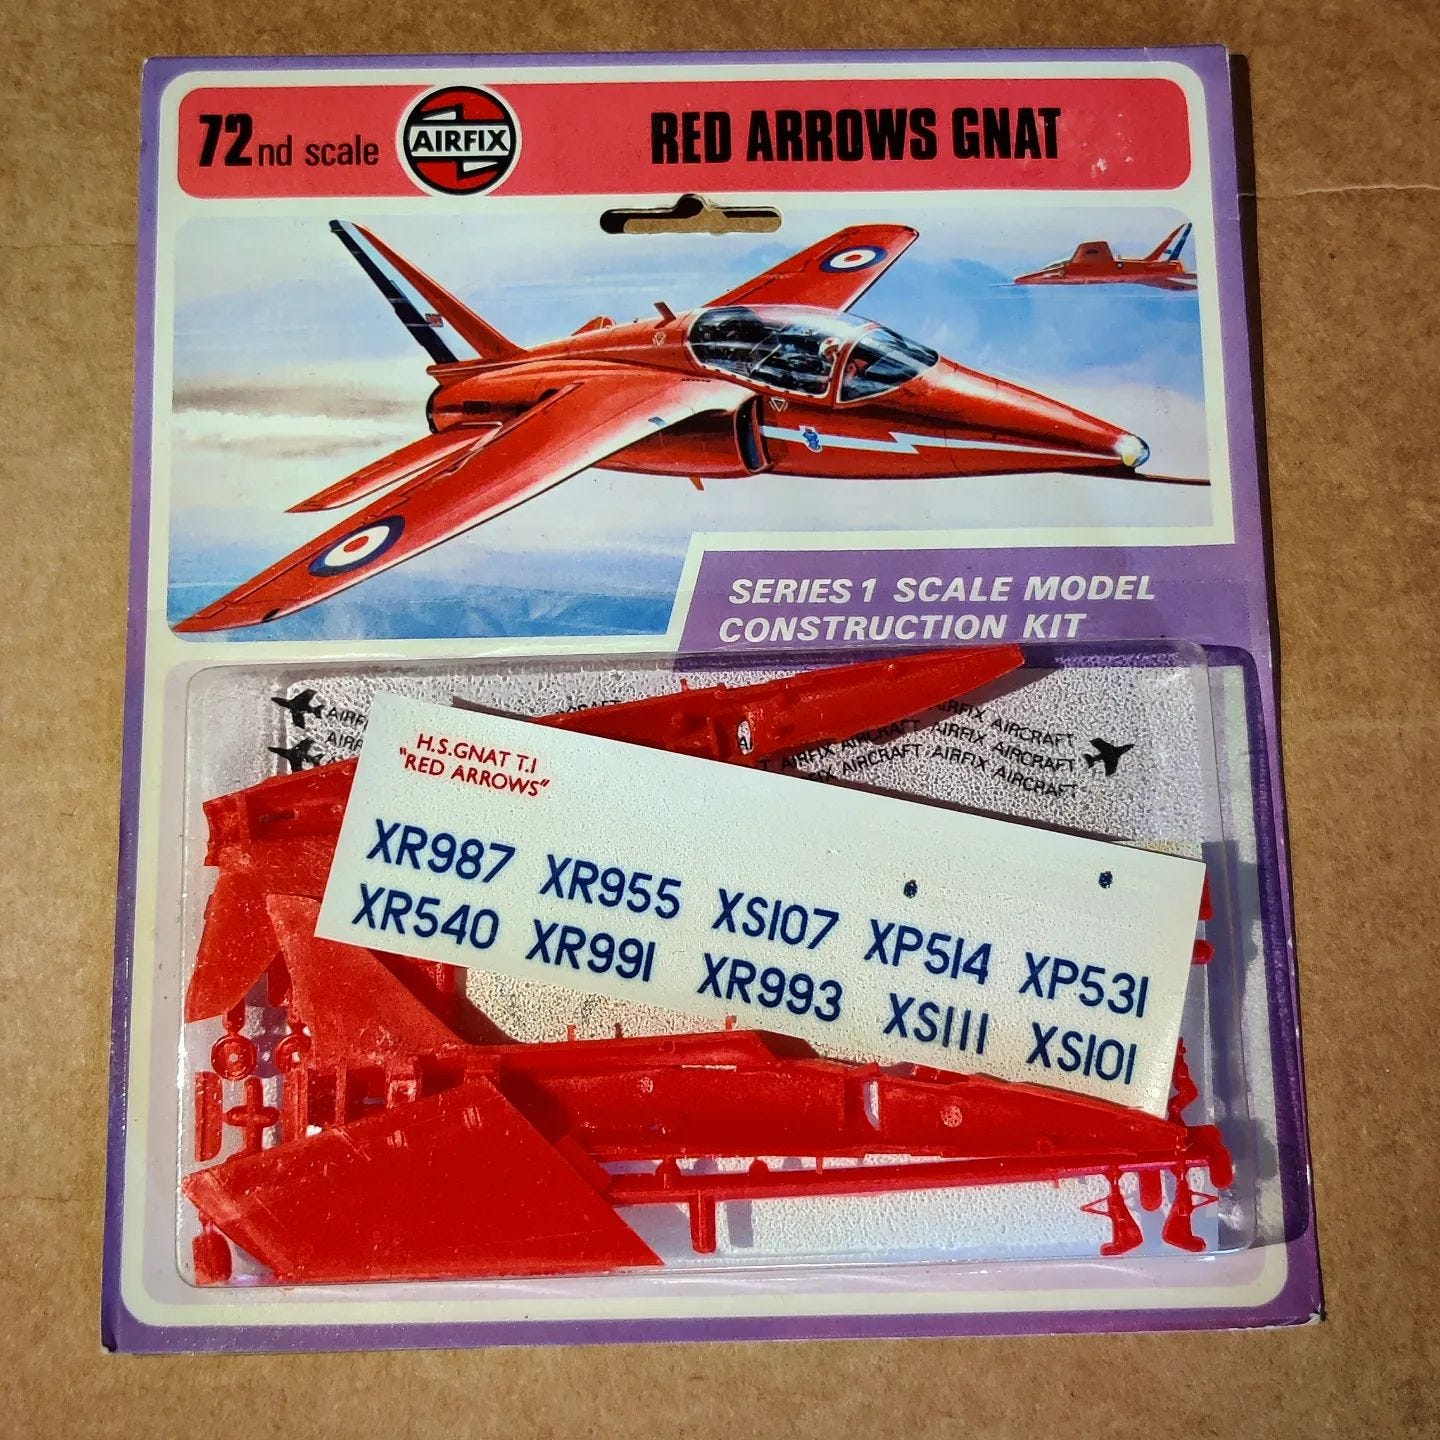 72nd scale
AIRFIX
RED ARROWS GNAT
SERIES 1 SCALE MODEL
CONSTRUCTION KIT
AIRFIX AIRCRAFT
AIRFIX AIRCRAFT AIRFIX AIRCRAFT
AIRCRAFT AIRFIX AIRCRAFT
H.S.GNAT T.1
"RED ARROWS"
XR987 XR955 XS107 XP514 XP531
XR540 XR991 XR993 XS111 XS101